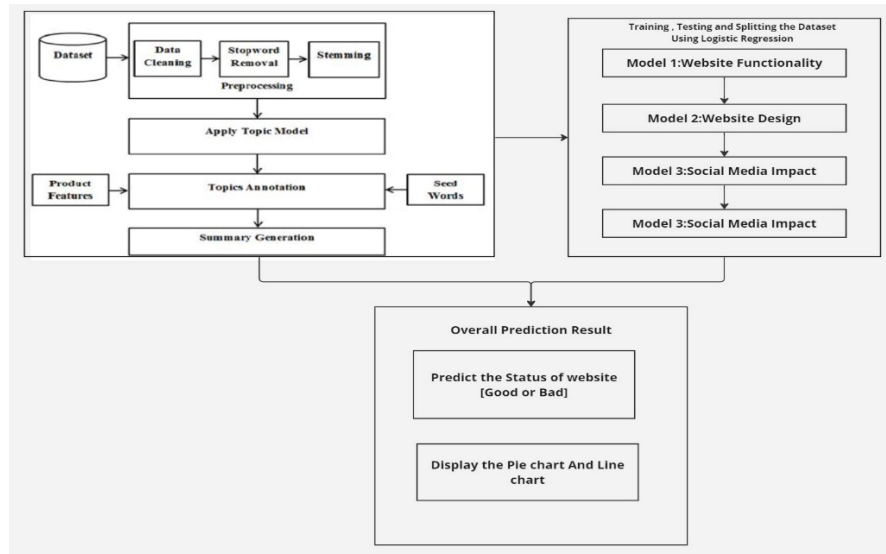 Dataset
Data
Cleaning
Stopword
Removal
Stemming
Preprocessing
Apply Topic Model
Product
Features
Topics Annotation
Seed
Words
Summary Generation
Training , Testing and Splitting the Dataset
Using Logistic Regression
Model 1:Website Functionality
Model 2:Website Design
Model 3:Social Media Impact
Model 3:Social Media Impact
Overall Prediction Result
Predict the Status of website
[Good or Bad]
Display the Pie chart And Line
chart